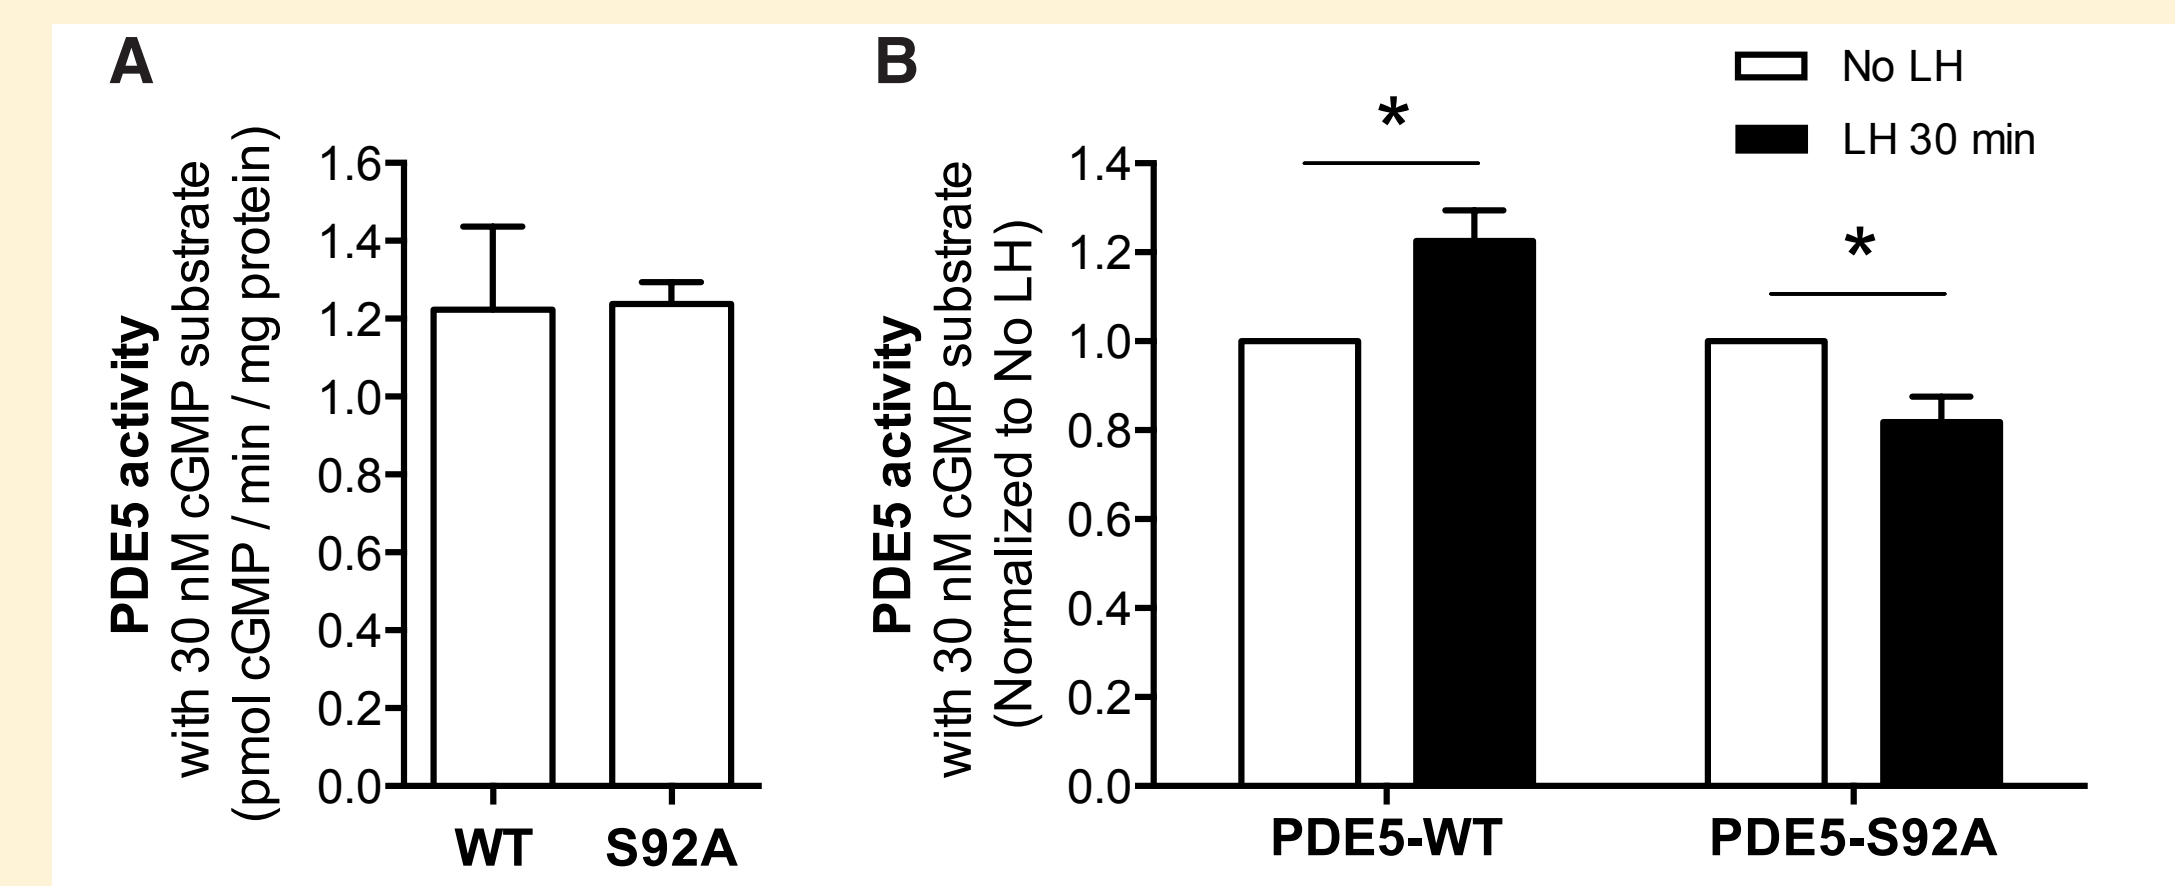 A
PDE5 activity
with 30 nM cGMP substrate
(pmol cGMP / min / mg protein)
1.6
1.4
1.2
1.0
0.8
0.6
0.4
0.2
0.0
WT
S92A
B
No LH
LH 30 min
PDE5 activity
with 30 nM cGMP substrate
(Normalized to No LH)
1.4
1.2
1.0
0.8
0.6
0.4
0.2
0.0
*
*
PDE5-WT
PDE5-S92A